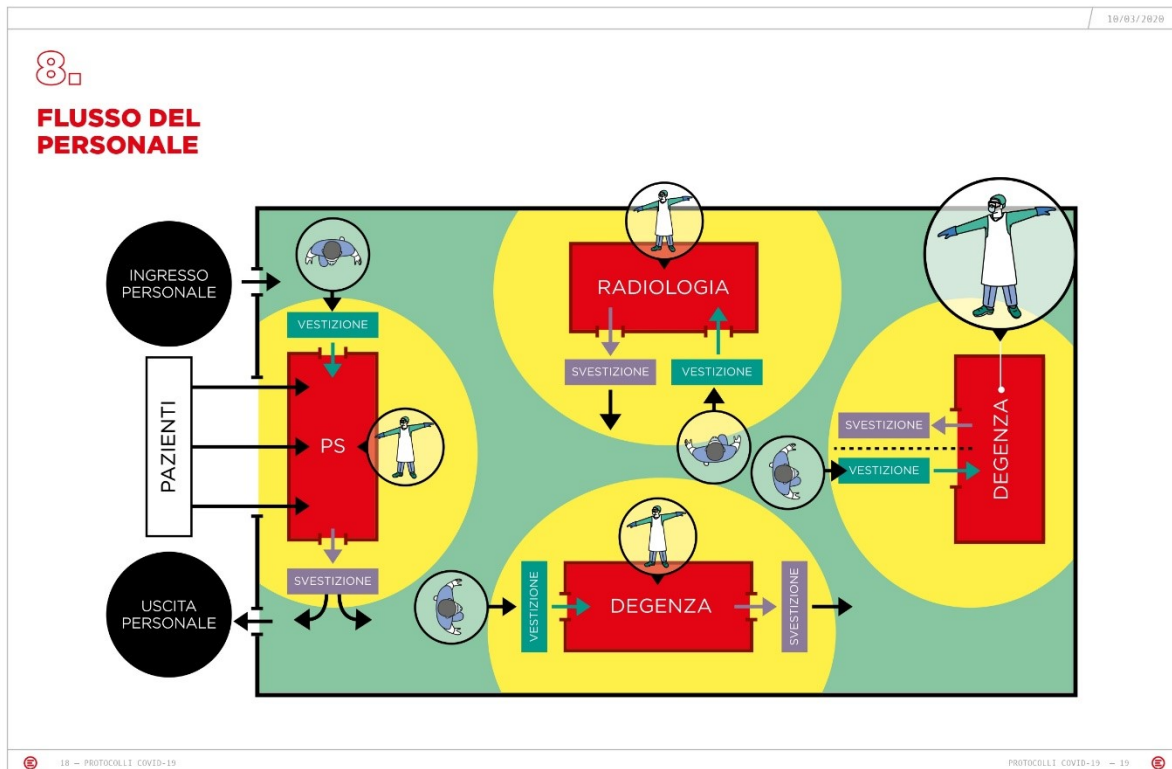 10/03/2020
8.
FLUSSO DEL
PERSONALE
INGRESSO
PERSONALE
PAZIENTI
USCITA
PERSONALE
VESTIZIONE
PS
SVESTIZIONE
RADIOLOGIA
SVESTIZIONE
VESTIZIONE
SVESTIZIONE
VESTIZIONE
DEGENZA
VESTIZIONE
DEGENZA
SVESTIZIONE
18 — PROTOCOLLI COVID-19
PROTOCOLLI COVID-19 — 19